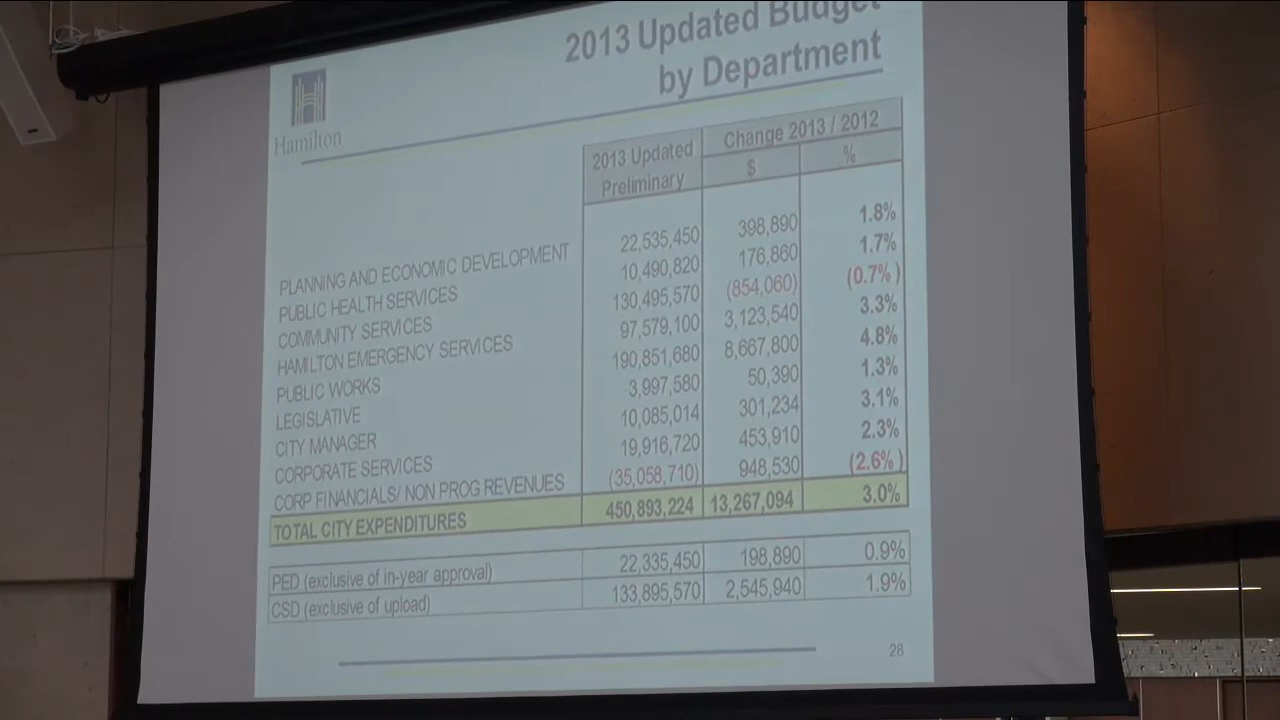 2013 Updated Budget
by Department
Hamilton
2013 Updated Preliminary Change 2013 / 2012
$ %
PLANNING AND ECONOMIC DEVELOPMENT 22,535,450 398,890 1.8%
PUBLIC HEALTH SERVICES 10,490,820 176,860 1.7%
COMMUNITY SERVICES 130,495,570 (854,060) (0.7%)
HAMILTON EMERGENCY SERVICES 97,579,100 3,123,540 3.3%
PUBLIC WORKS 190,851,680 8,667,800 4.8%
LEGISLATIVE 3,997,580 50,390 1.3%
CITY MANAGER 10,085,014 301,234 3.1%
CORPORATE SERVICES 19,916,720 453,910 2.3%
CORP FINANCIALS/ NON PROG REVENUES (35,058,710) 948,530 (2.6%)
TOTAL CITY EXPENDITURES 450,893,224 13,267,094 3.0%
PED (exclusive of in-year approval) 22,335,450 198,890 0.9%
CSD (exclusive of upload) 133,895,570 2,545,940 1.9%
28